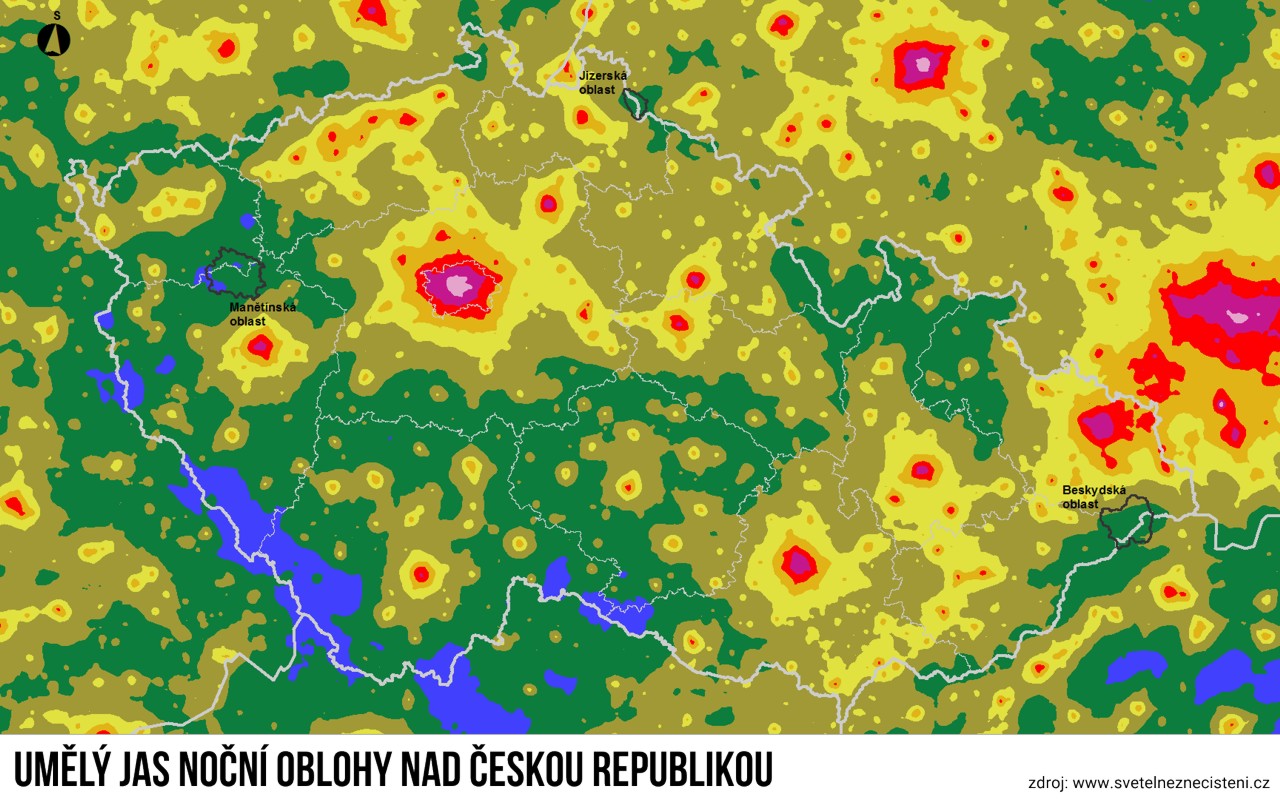 S
Jizerská
oblast
Manětínská
oblast
Beskydská
oblast
UMĚLÝ JAS NOČNÍ OBLOHY NAD ČESKOU REPUBLIKOU
zdroj: www.svetelneznecisteni.cz